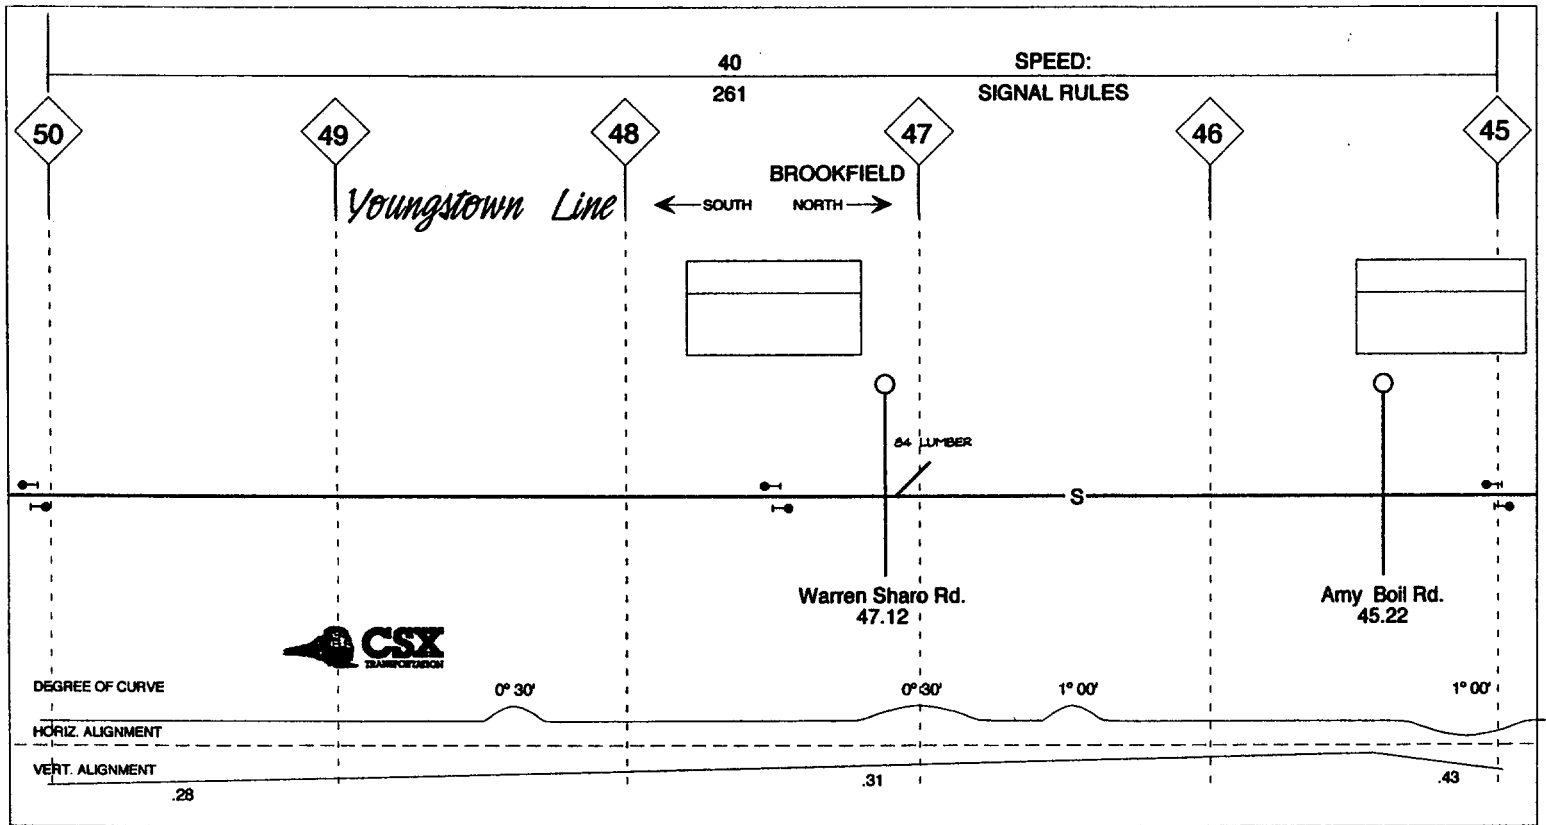 40 SPEED:
261 SIGNAL RULES
50 49 48 47 46 45
BROOKFIELD
Youngstown Line
SOUTH NORTH
84 LUMBER
S
Warren Sharo Rd.
47.12
Amy Boil Rd.
45.22
CSX
TRANSPORTATION
DEGREE OF CURVE 0° 30' 0° 30' 1° 00' 1° 00'
HORIZ. ALIGNMENT
VERT. ALIGNMENT
.28 .31 .43